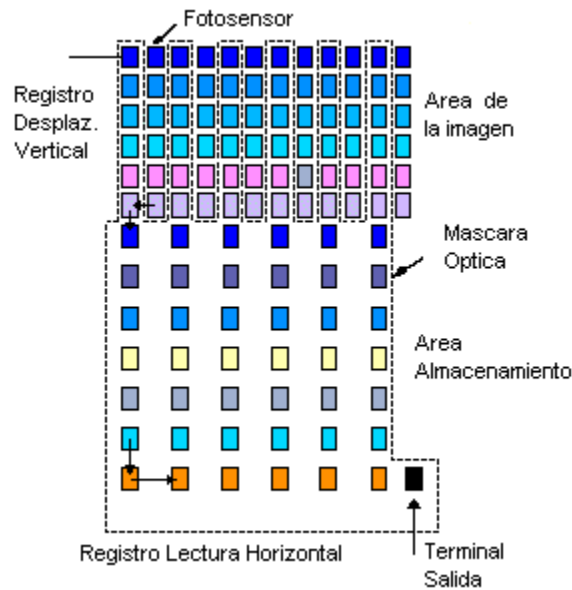 Fotosensor
Registro
Desplaz.
Vertical
Area de
la imagen
Mascara
Optica
Area
Almacenamiento
Registro Lectura Horizontal
Terminal
Salida